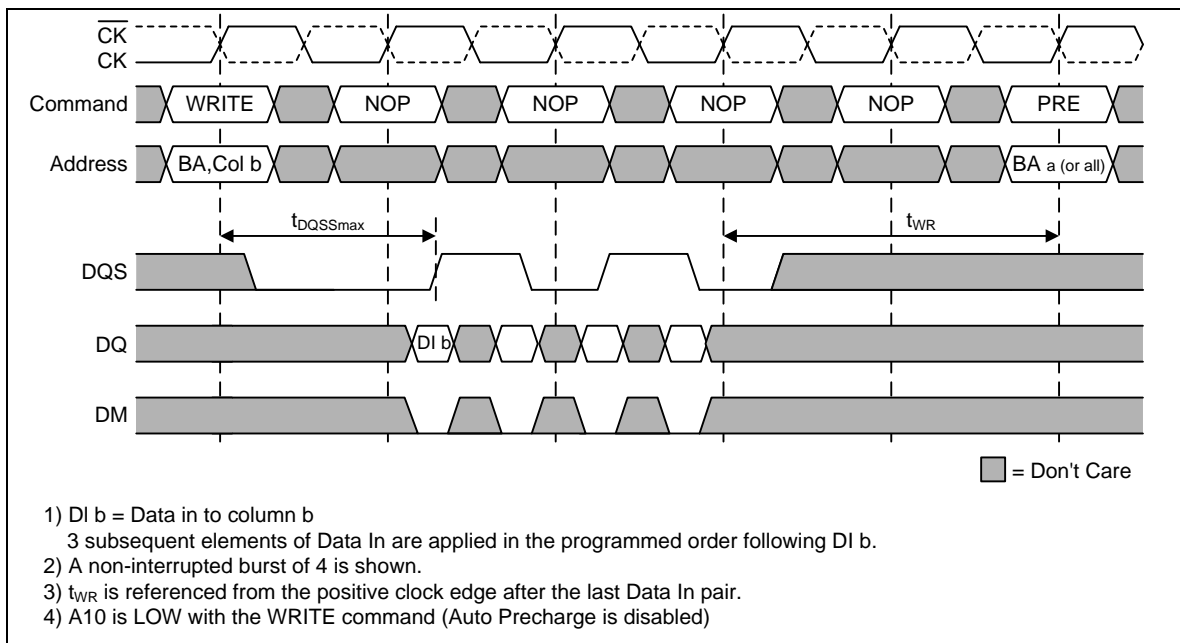 CK
CK
Command WRITE NOP NOP NOP NOP PRE
Address BA,Col b BA a (or all)
tDQSSmax tWR
DQS
DQ DI b
DM
= Don't Care
1) DI b = Data in to column b
3 subsequent elements of Data In are applied in the programmed order following DI b.
2) A non-interrupted burst of 4 is shown.
3) tWR is referenced from the positive clock edge after the last Data In pair.
4) A10 is LOW with the WRITE command (Auto Precharge is disabled)